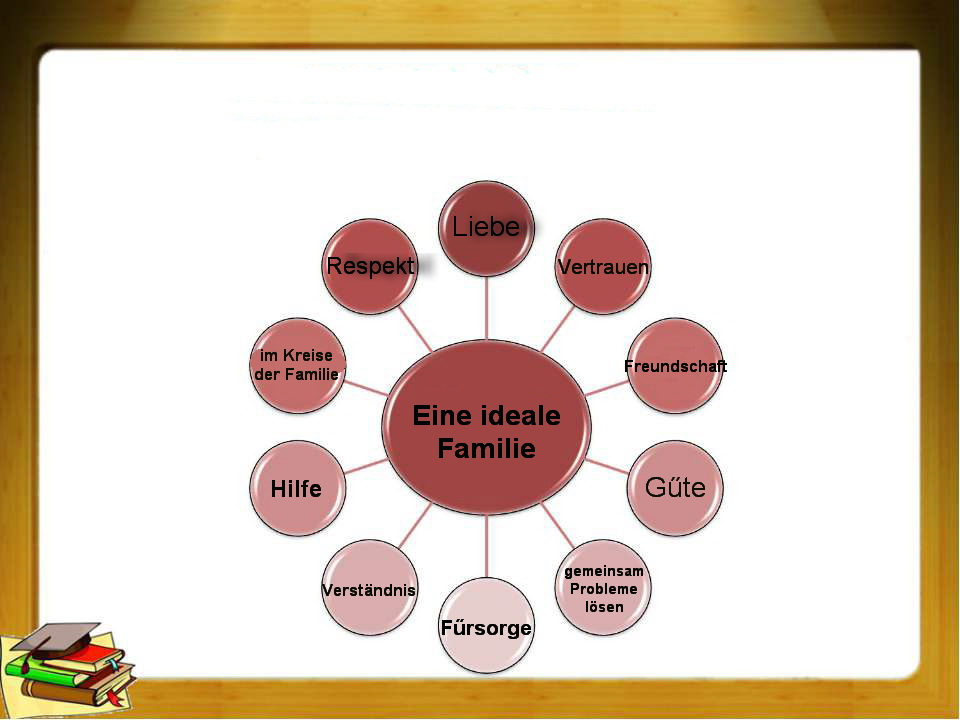 Liebe
Respekt
Vertrauen
im Kreise
der Familie
Freundschaft
Eine ideale
Familie
Hilfe
Gűte
Verständnis
gemeinsam
Probleme
lösen
Fűrsorge